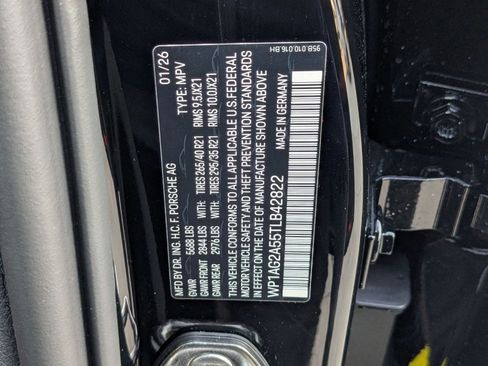 958.010.016.BH
MFD BY DR. ING. H.C. F. PORSCHE AG 01/26
GVWR 5688 LBS TYPE: MPV
GAWR FRONT 2844 LBS WITH: TIRES 265/40 R21 RIMS 9.5JX21
GAWR REAR 2976 LBS WITH: TIRES 295/35 R21 RIMS 10.0JX21
THIS VEHICLE CONFORMS TO ALL APPLICABLE U.S. FEDERAL
MOTOR VEHICLE SAFETY AND THEFT PREVENTION STANDARDS
IN EFFECT ON THE DATE OF MANUFACTURE SHOWN ABOVE
WP1AG2A55TLB42822 MADE IN GERMANY